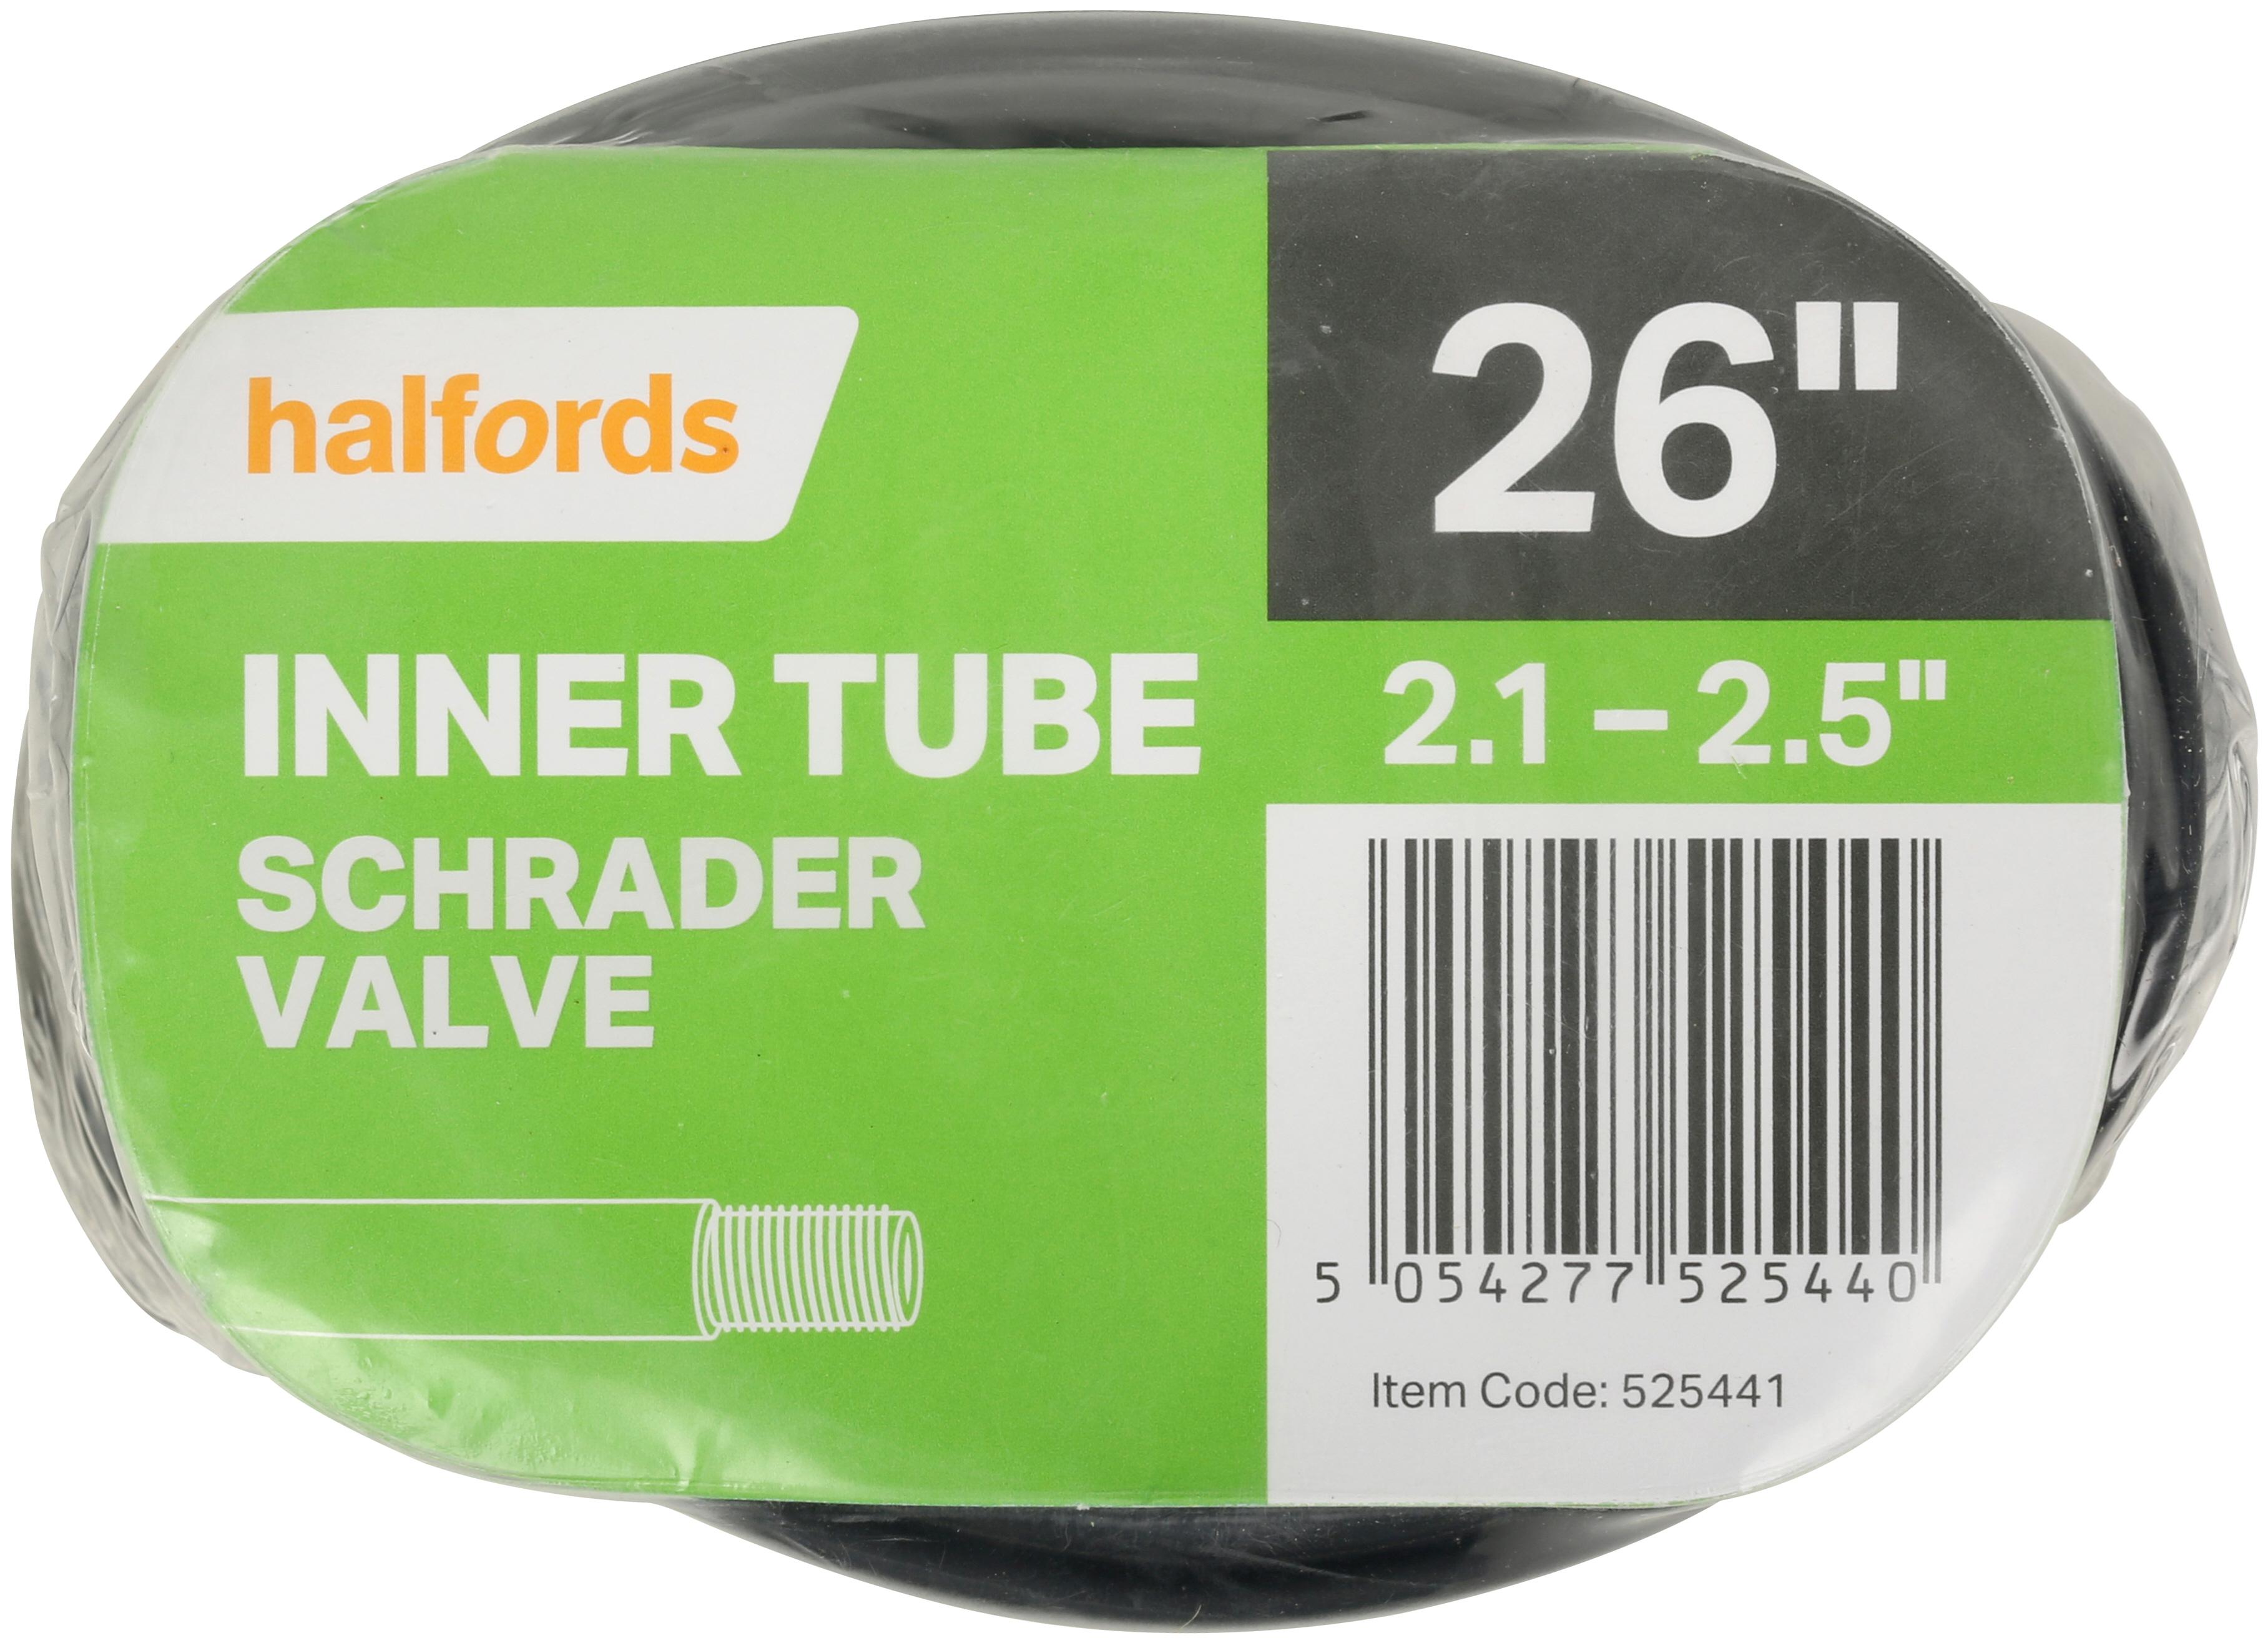 halfords
INNER TUBE
SCHRADER
VALVE
26"
2.1 – 2.5"
5 054277 525440
Item Code: 525441